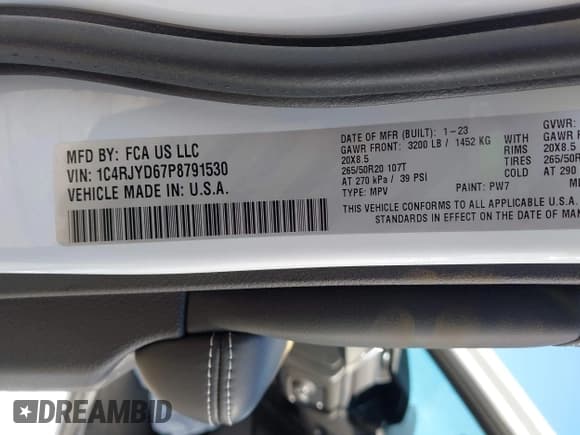 MFD BY: FCA US LLC
VIN: 1C4RJYD67P8791530
VEHICLE MADE IN U.S.A.
DATE OF MFR (BUILT): 1-23
GAWR FRONT: 3200 LB / 1452 KG
20X8.5
265/50R20 107T
AT 270 kPa / 39 PSI
TYPE: MPV
PAINT: PW7
WITH
RIMS
TIRES
COLD
GVWR:
GAWR
20X8.5
265/50R
AT 290
THIS VEHICLE CONFORMS TO ALL APPLICABLE U.S.A.
STANDARDS IN EFFECT ON THE DATE OF MAN
DREAMBID